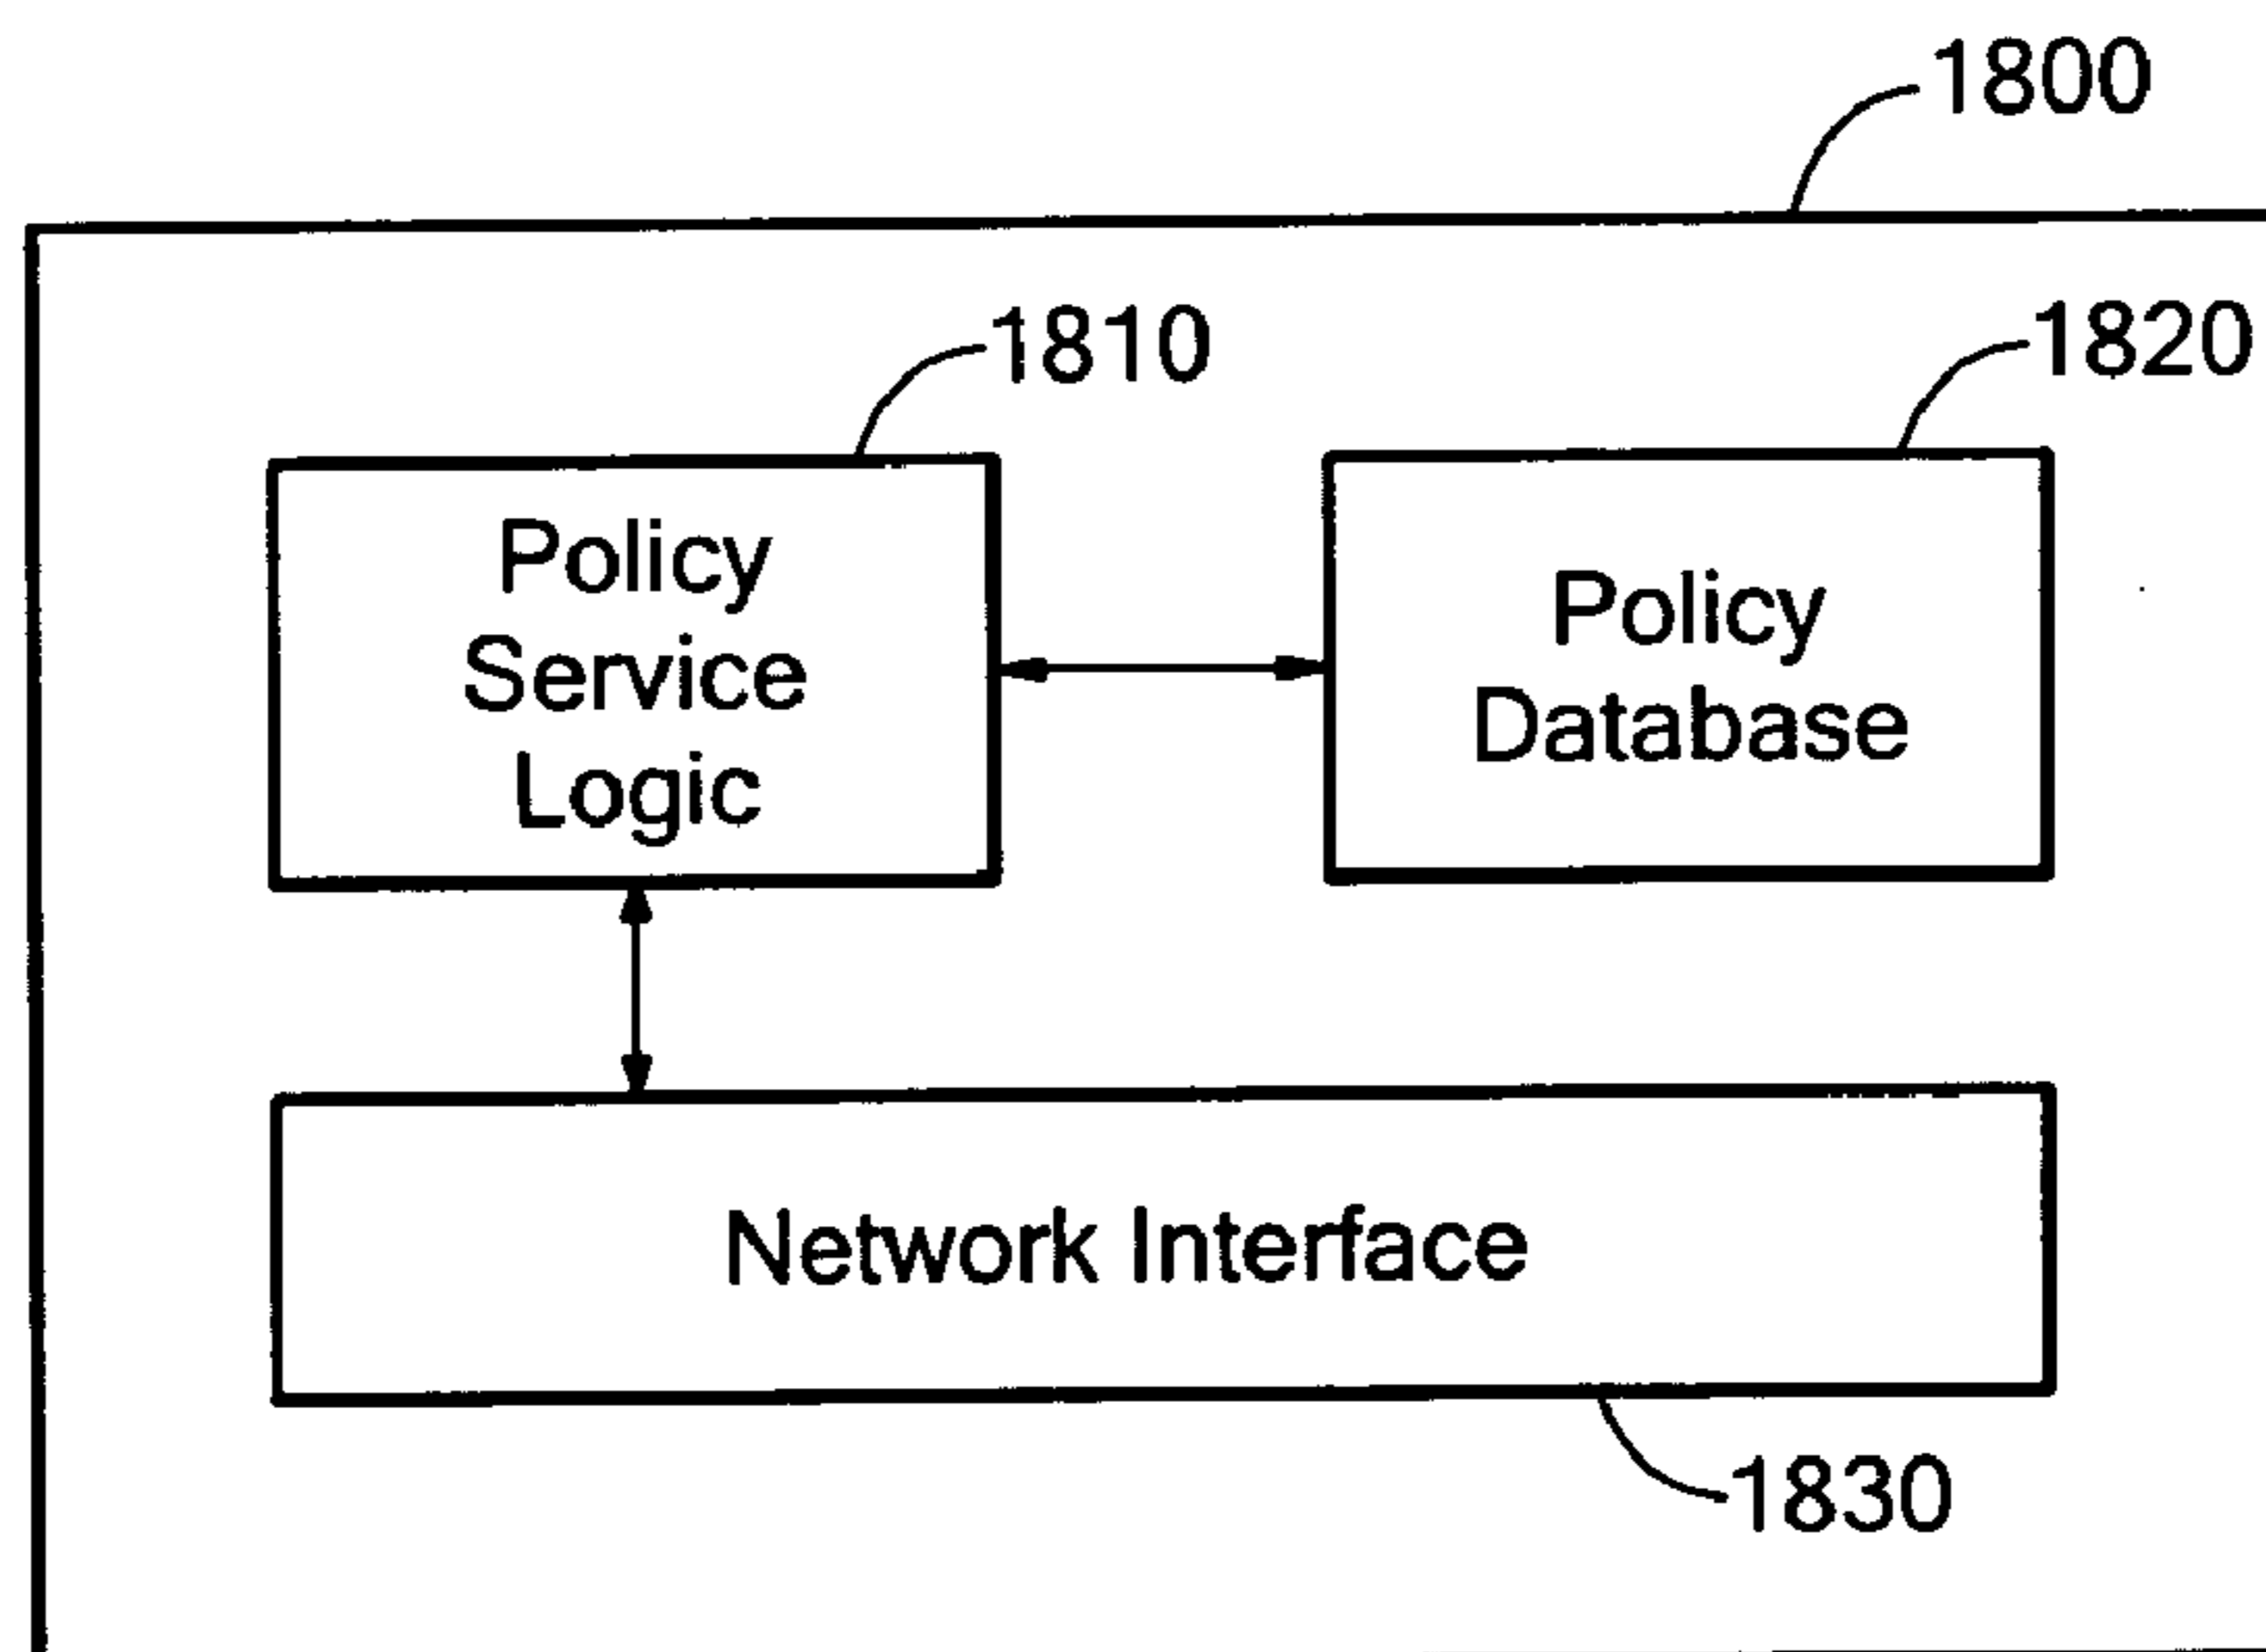 1800
1810
1820
Policy
Service
Logic
Policy
Database
Network Interface
1830